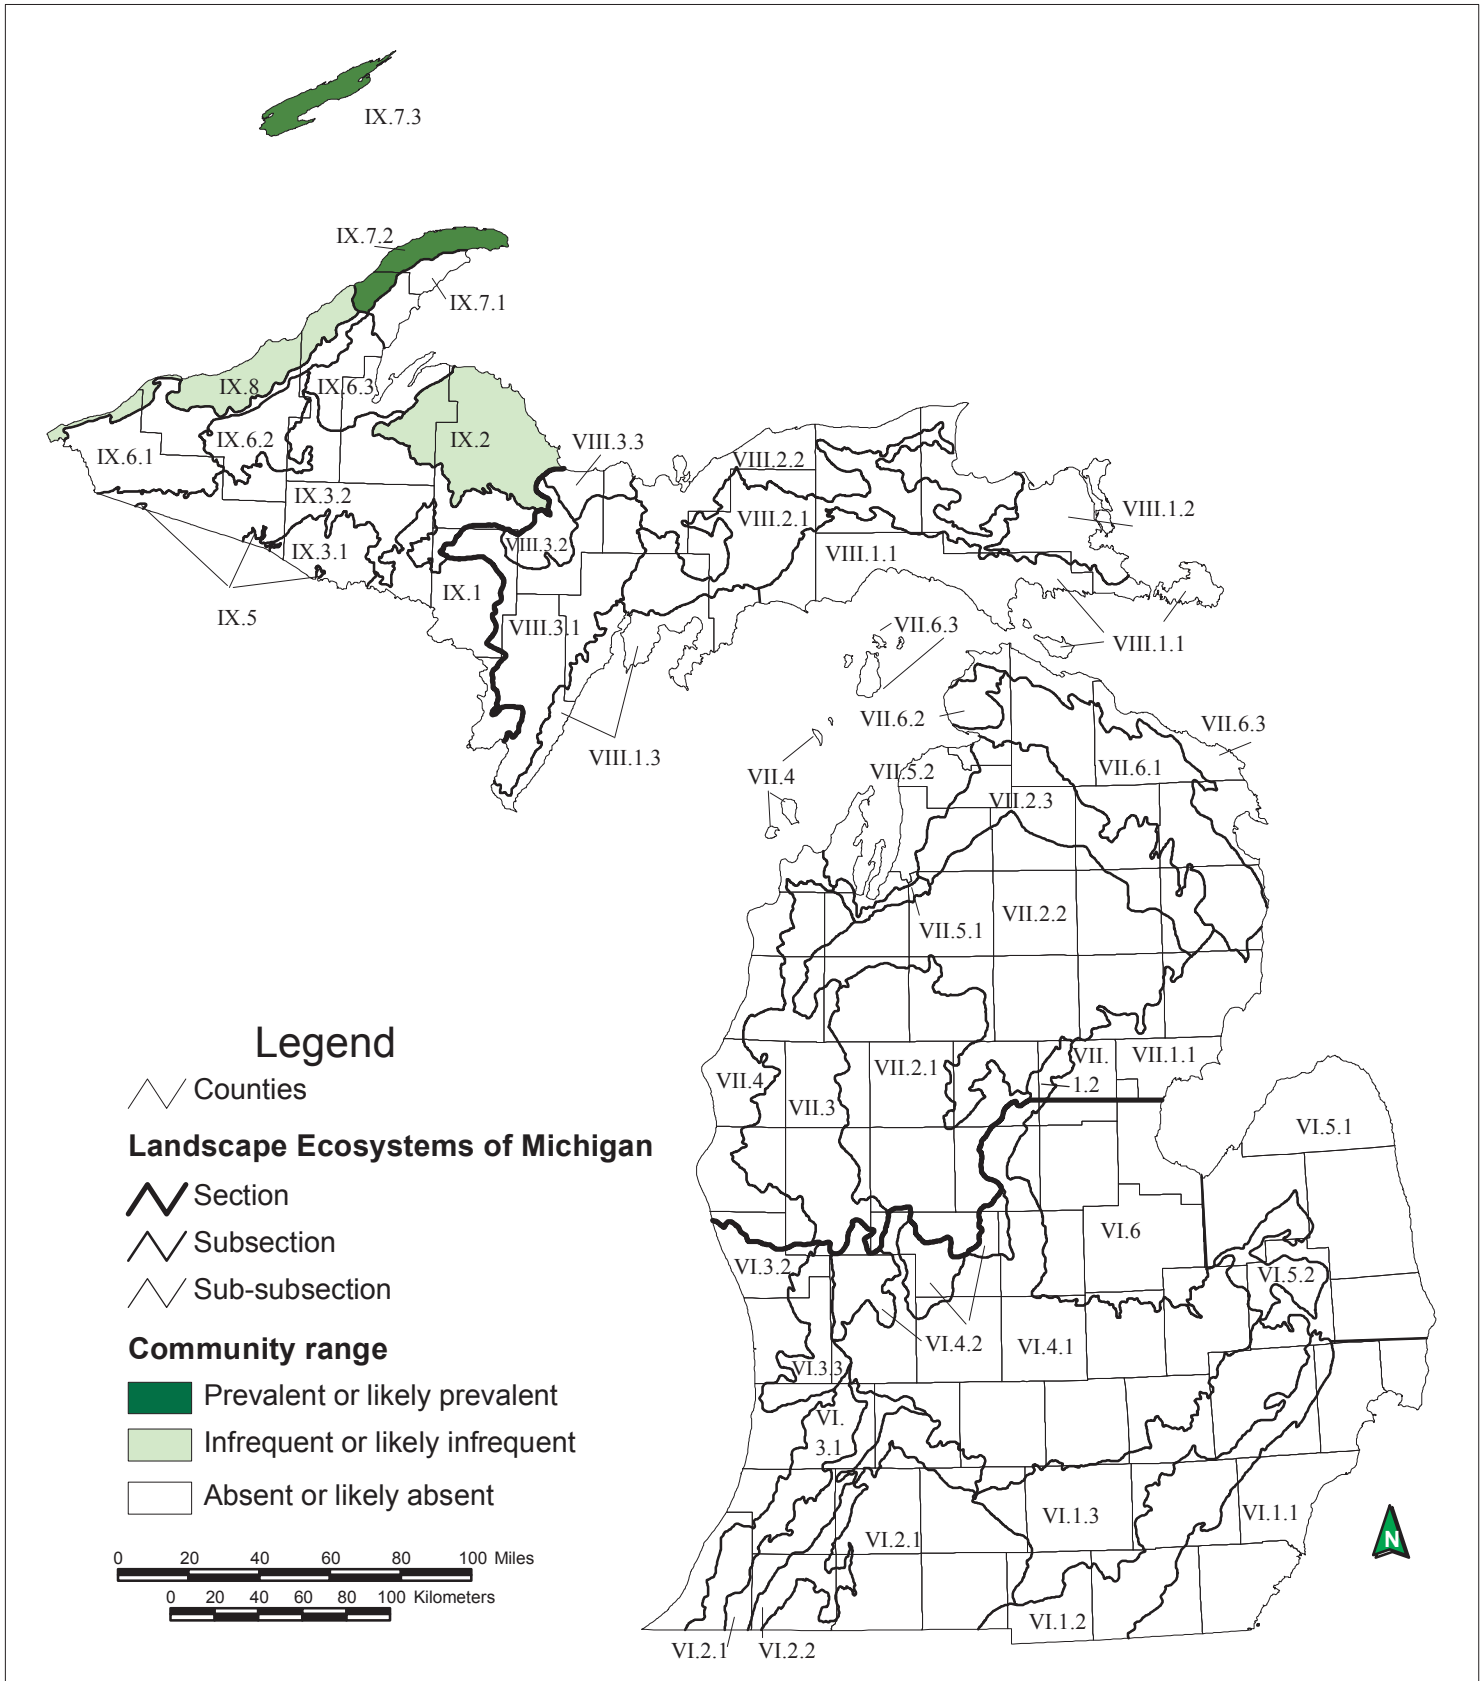 IX.7.3
IX.7.2
IX.7.1
IX.8
IX.6.3
IX.6.2
IX.6.1
IX.2
VIII.3.3
VIII.2.2
IX.3.2
VIII.2.1
VIII.1.2
IX.3.1
VIII.3.2
VIII.1.1
IX.1
IX.5
VIII.3.1
VII.6.3
VIII.1.1
VII.6.2
VII.6.3
VIII.1.3
VII.4
VII.5.2
VII.6.1
VII.2.3
VII.5.1
VII.2.2
Legend
Counties
Landscape Ecosystems of Michigan
Section
Subsection
Sub-subsection
Community range
Prevalent or likely prevalent
Infrequent or likely infrequent
Absent or likely absent
0 20 40 60 80 100 Miles
0 20 40 60 80 100 Kilometers
VII.4
VII.3
VII.2.1
VII.
1.2
VII.1.1
VI.5.1
VI.6
VI.3.2
VI.5.2
VI.4.2
VI.4.1
VI.3.3
VI.
3.1
VI.1.3
VI.1.1
VI.2.1
N
VI.1.2
VI.2.1
VI.2.2